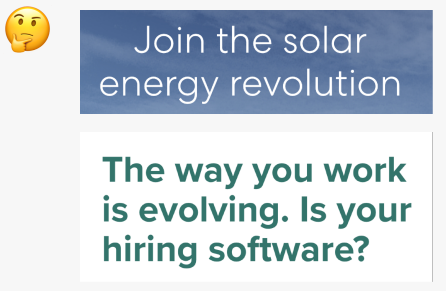 Join the solar
energy revolution
The way you work
is evolving. Is your
hiring software?